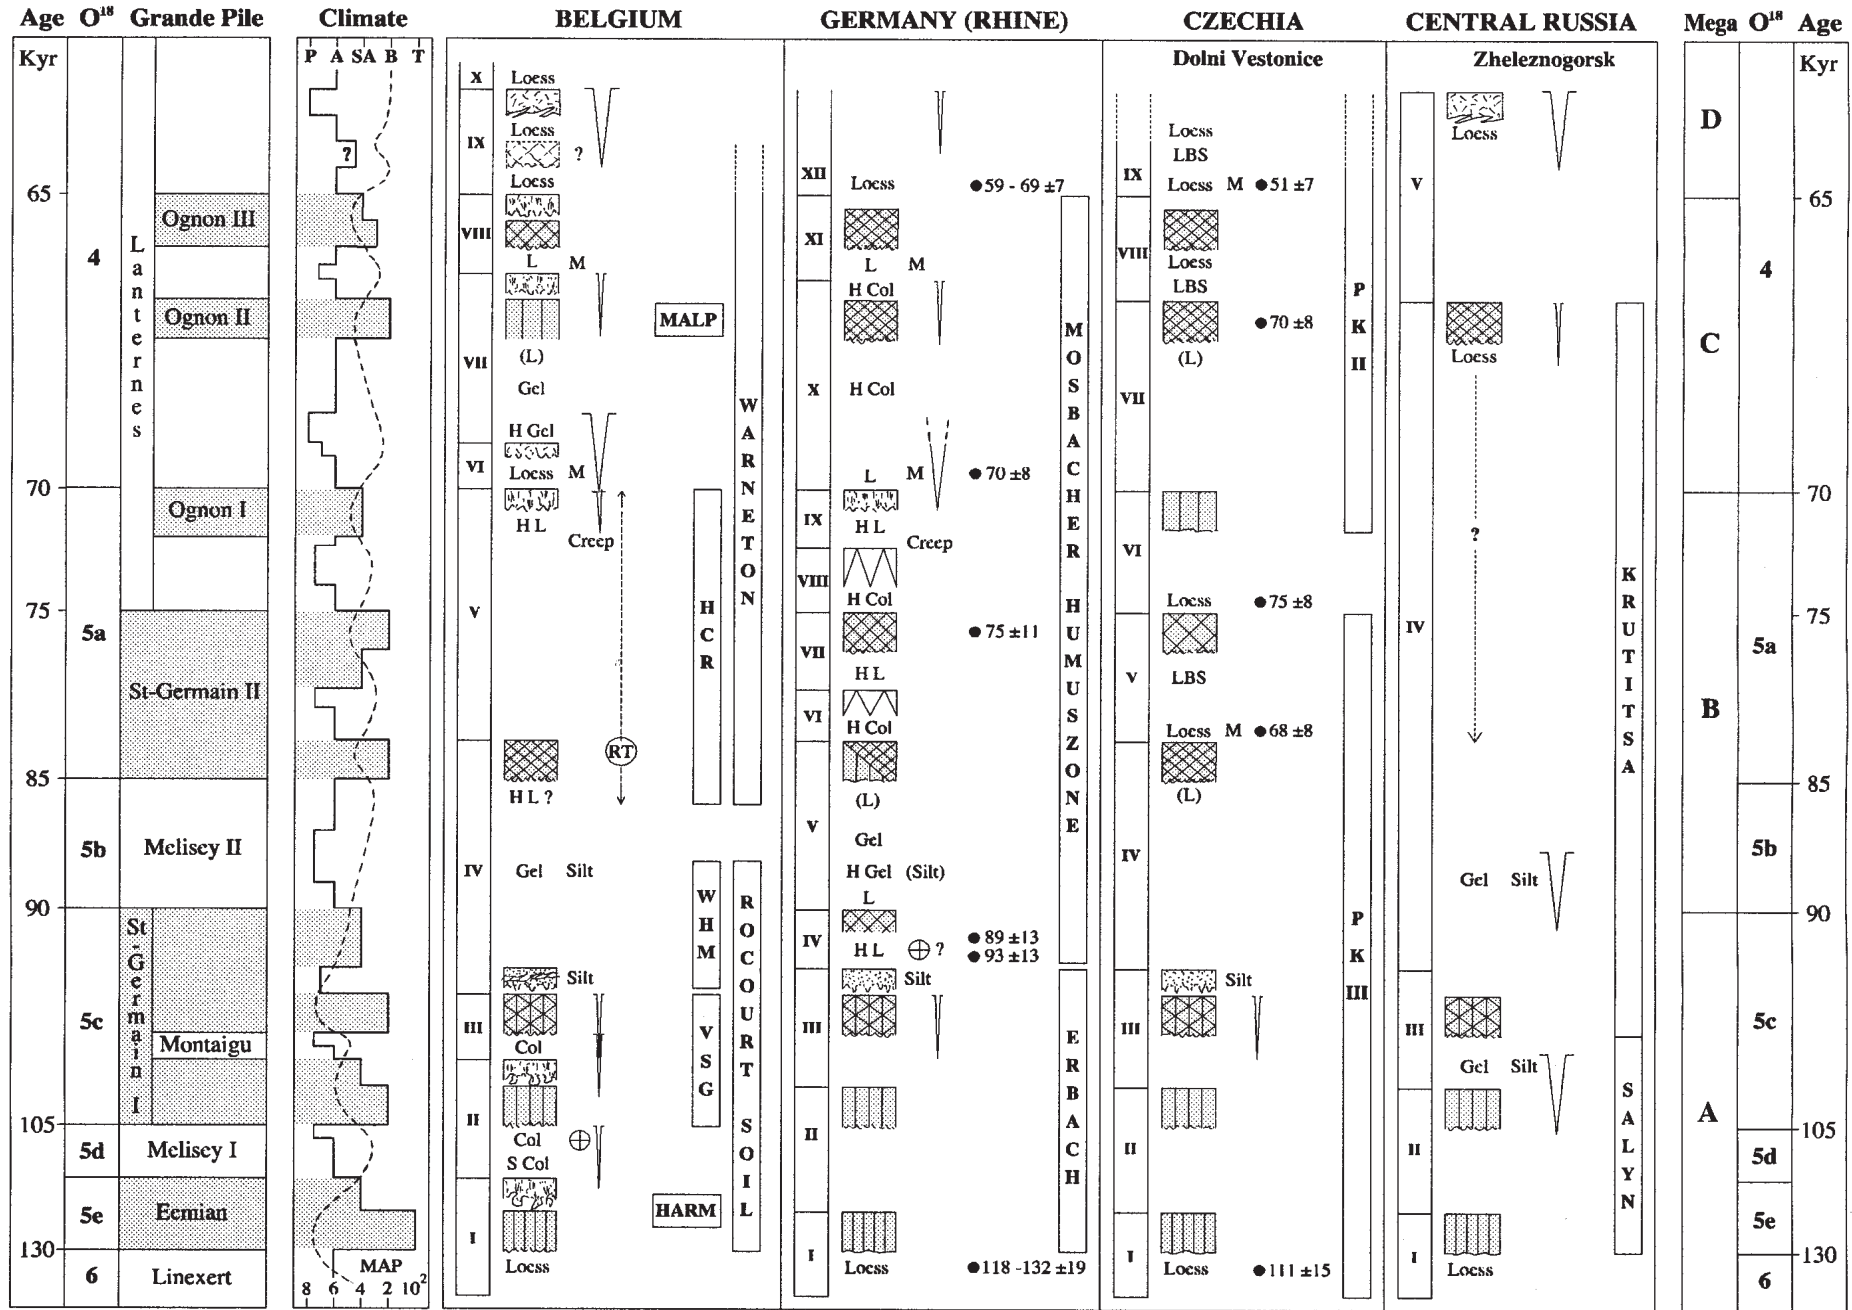 Age O¹⁸ Grande Pile Climate BELGIUM GERMANY (RHINE) CZECHIA CENTRAL RUSSIA Mega O¹⁸ Age
Kyr P A SA B T Dolni Vestonice Zheleznogorsk Kyr
65
70
75
85
90
105
130
4
5a
5b
5c
5d
5e
6
Lanternes
Ognon III
Ognon II
Ognon I
St-Germain II
Melisey II
St-Germain I
Montaigu
Melisey I
Eemian
Linexert
?
MAP
8 6 4 2 10²
X
IX
VIII
VII
VI
V
IV
III
II
I
Loess
Loess
?
Loess
L M
MALP
(L)
Gel
H Gel
Loess M
H L
Creep
RT
H L ?
Gel Silt
Silt
Col
Col
S Col
HARM
Loess
HCR
WARNETON
WHM
VSG
ROCOURT SOIL
XII
XI
X
IX
VIII
VII
VI
V
IV
III
II
I
Loess 59 - 69 ±7
L M
H Col
H Col
L M 70 ±8
H L
Creep
H Col
75 ±11
H L
H Col
(L)
Gel
H Gel (Silt)
L
89 ±13
H L ?
93 ±13
Silt
Loess 118 -132 ±19
MOSBACHER HUMUSZONE
ERBACH
IX
VIII
VII
VI
V
IV
III
II
I
Loess
LBS
Loess M 51 ±7
Loess
LBS
70 ±8
(L)
Loess 75 ±8
LBS
Loess M 68 ±8
(L)
Silt
Loess 111 ±15
PK II
PK III
V
IV
III
II
I
Loess
Loess
?
Gel Silt
Gel Silt
Loess
KRUTITSA
SALYN
D
C
B
A
4
5a
5b
5c
5d
5e
6
65
70
75
85
90
105
130